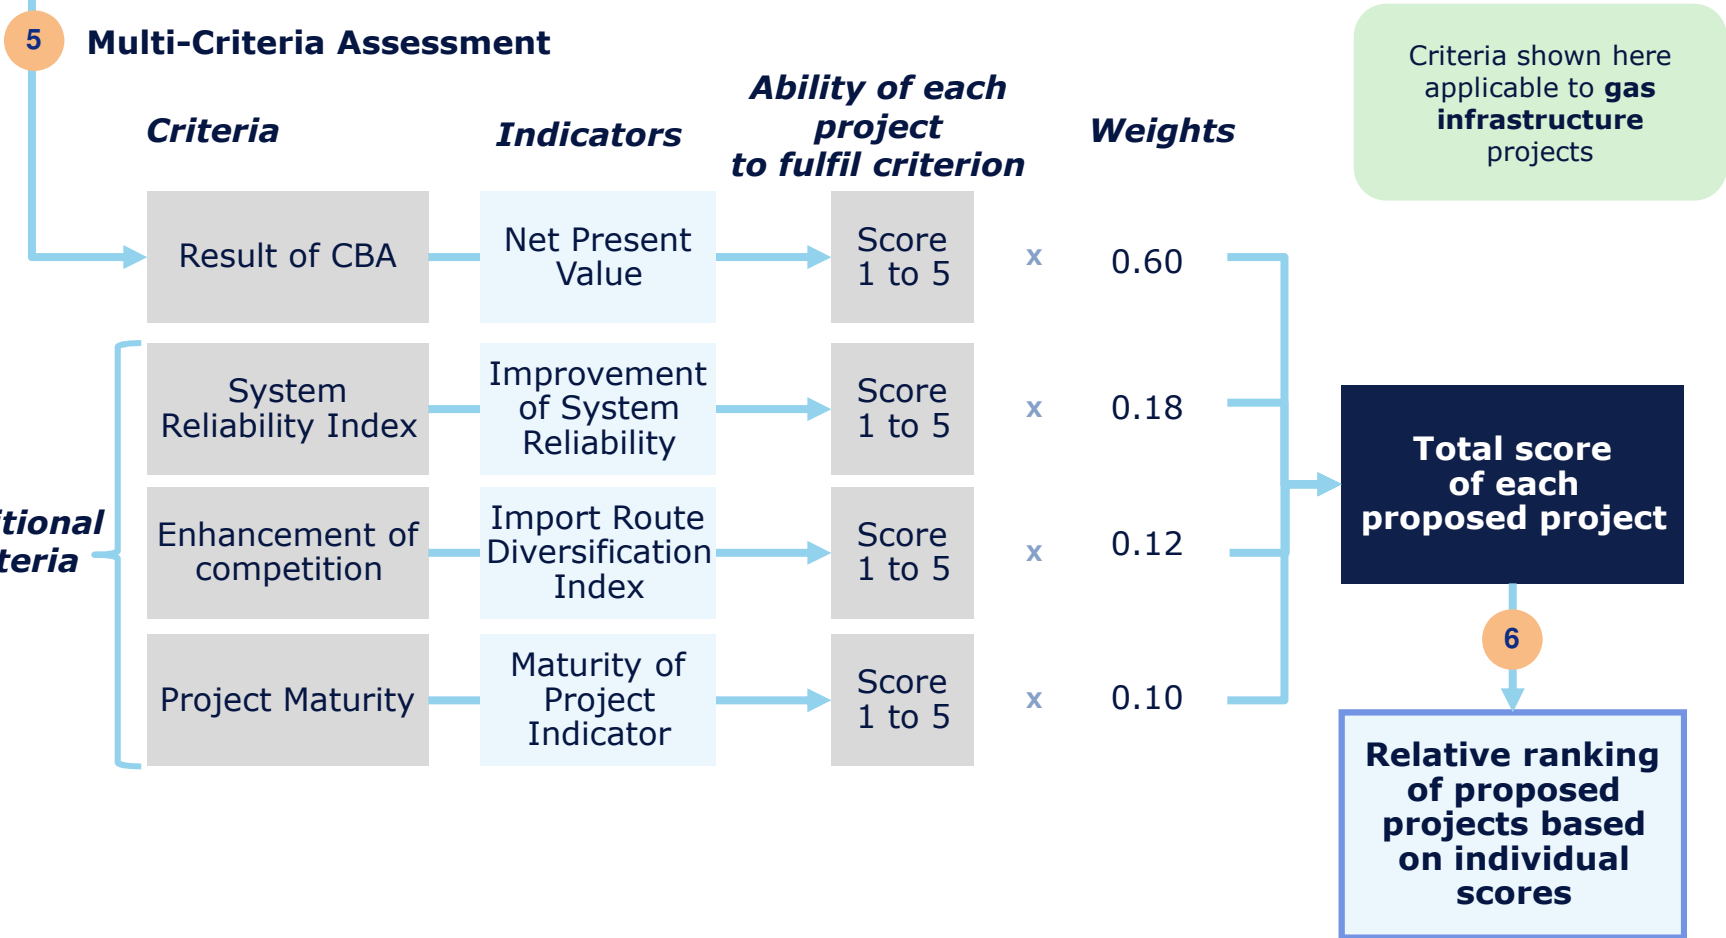 5
Multi-Criteria Assessment
Criteria shown here
applicable to gas
infrastructure
projects
Criteria
Indicators
Ability of each
project
to fulfil criterion
Weights
Result of CBA
Net Present
Value
Score
1 to 5
x
0.60
System
Reliability Index
Improvement
of System
Reliability
Score
1 to 5
x
0.18
itional
teria
Enhancement of
competition
Import Route
Diversification
Index
Score
1 to 5
x
0.12
Project Maturity
Maturity of
Project
Indicator
Score
1 to 5
x
0.10
Total score
of each
proposed project
6
Relative ranking
of proposed
projects based
on individual
scores